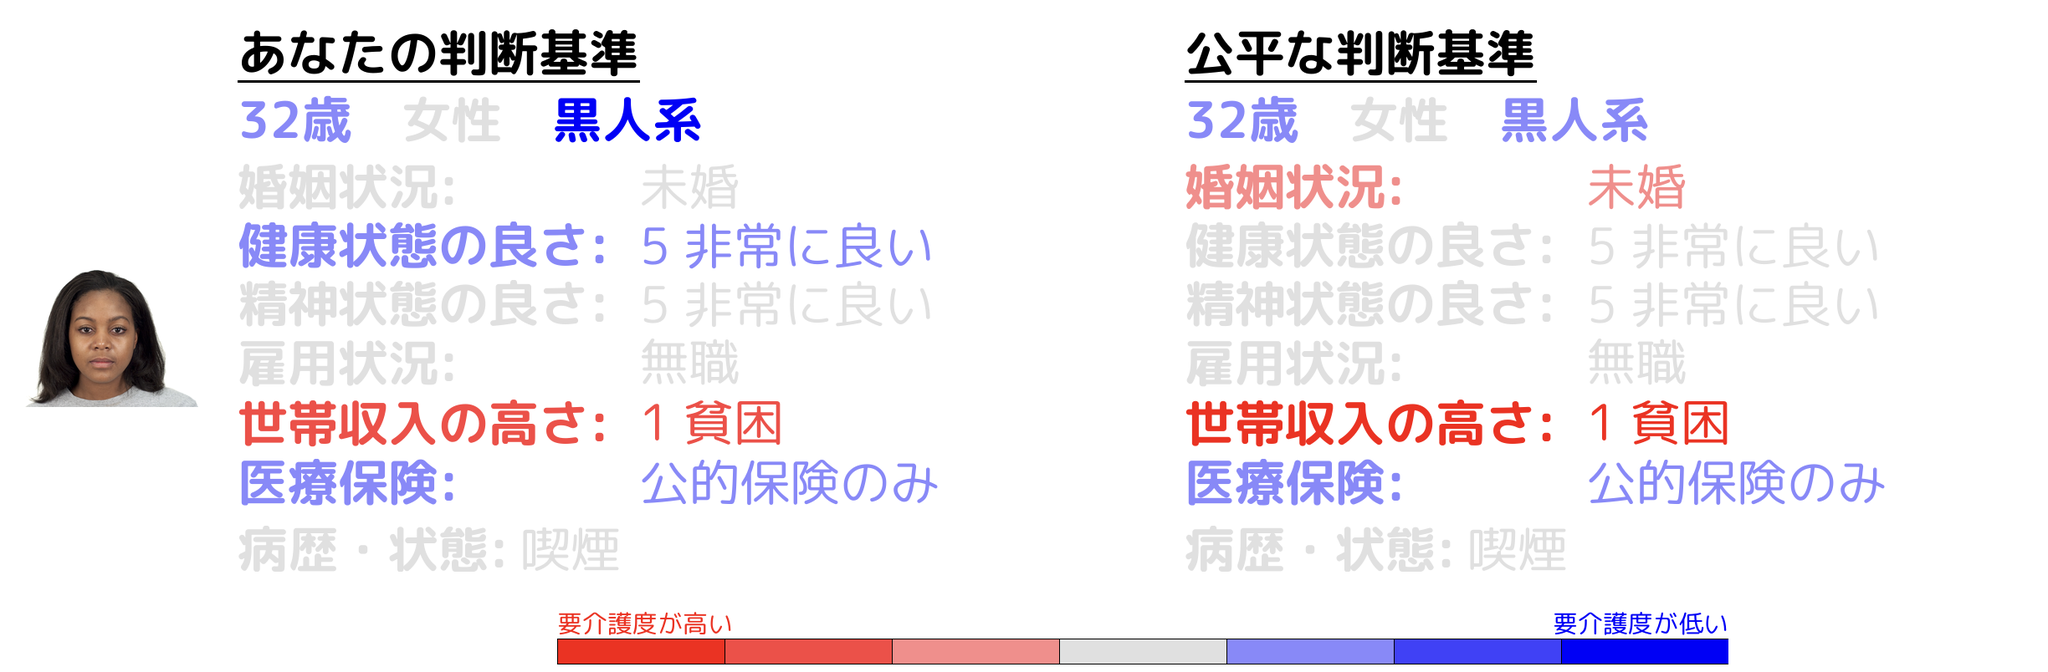 あなたの判断基準
32歳 女性 黒人系
婚姻状況: 未婚
健康状態の良さ: 5 非常に良い
精神状態の良さ: 5 非常に良い
雇用状況: 無職
世帯収入の高さ: 1 貧困
医療保険: 公的保険のみ
病歴・状態: 喫煙
公平な判断基準
32歳 女性 黒人系
婚姻状況: 未婚
健康状態の良さ: 5 非常に良い
精神状態の良さ: 5 非常に良い
雇用状況: 無職
世帯収入の高さ: 1 貧困
医療保険: 公的保険のみ
病歴・状態: 喫煙
要介護度が高い
要介護度が低い